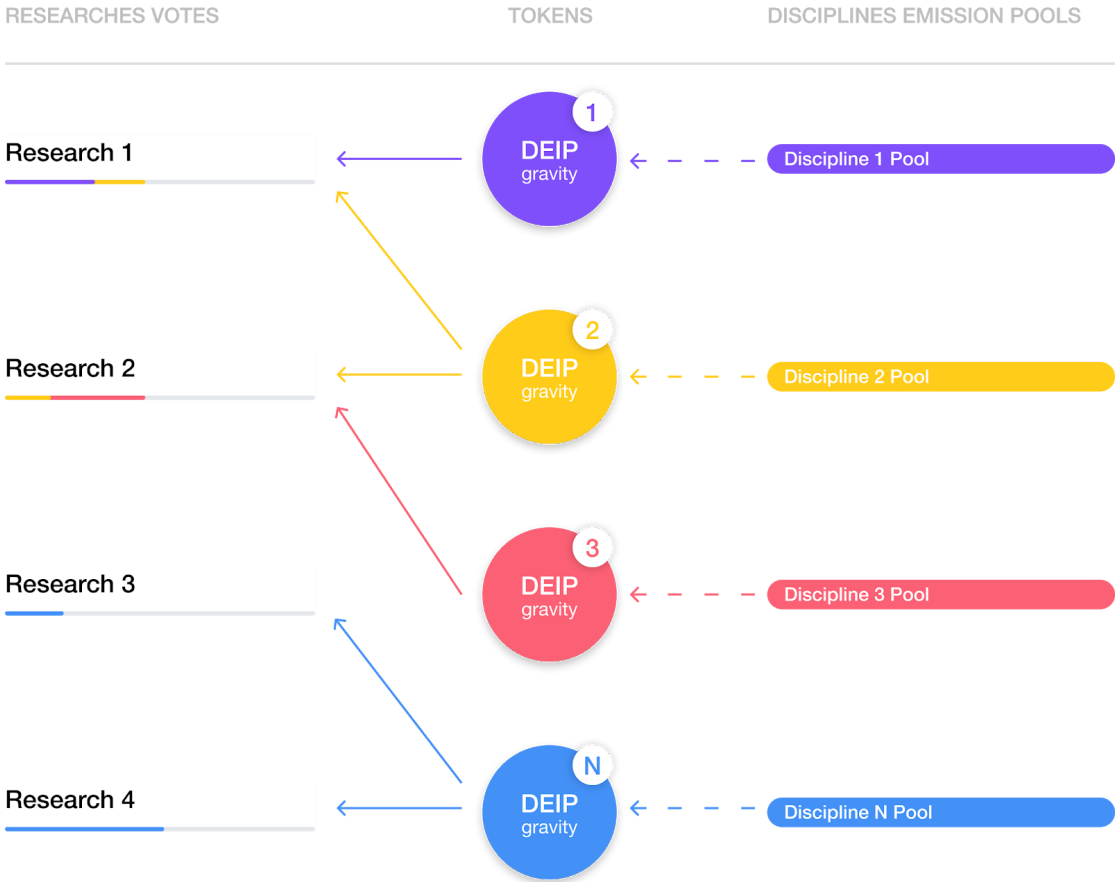 RESEARCHES VOTES
TOKENS
DISCIPLINES EMISSION POOLS
Research 1
1
DEIP
gravity
Discipline 1 Pool
Research 2
2
DEIP
gravity
Discipline 2 Pool
Research 3
3
DEIP
gravity
Discipline 3 Pool
Research 4
N
DEIP
gravity
Discipline N Pool